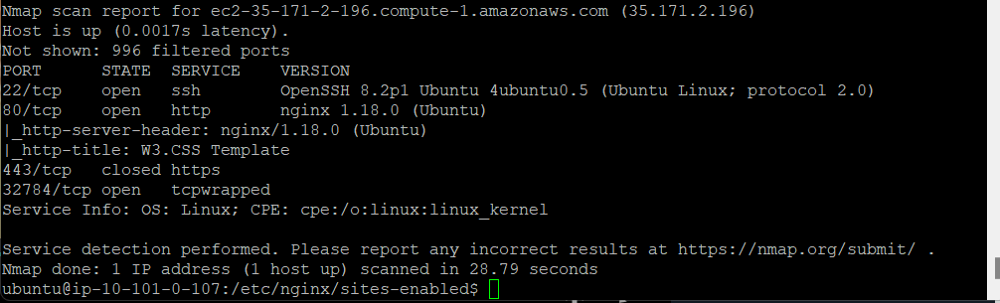 Nmap scan report for ec2-35-171-2-196.compute-1.amazonaws.com (35.171.2.196)
Host is up (0.0017s latency).
Not shown: 996 filtered ports
PORT      STATE  SERVICE    VERSION
22/tcp    open   ssh        OpenSSH 8.2p1 Ubuntu 4ubuntu0.5 (Ubuntu Linux; protocol 2.0)
80/tcp    open   http       nginx 1.18.0 (Ubuntu)
|_http-server-header: nginx/1.18.0 (Ubuntu)
|_http-title: W3.CSS Template
443/tcp   closed https
32784/tcp open   tcpwrapped
Service Info: OS: Linux; CPE: cpe:/o:linux:linux_kernel
Service detection performed. Please report any incorrect results at https://nmap.org/submit/ .
Nmap done: 1 IP address (1 host up) scanned in 28.79 seconds
ubuntu@ip-10-101-0-107:/etc/nginx/sites-enabled$